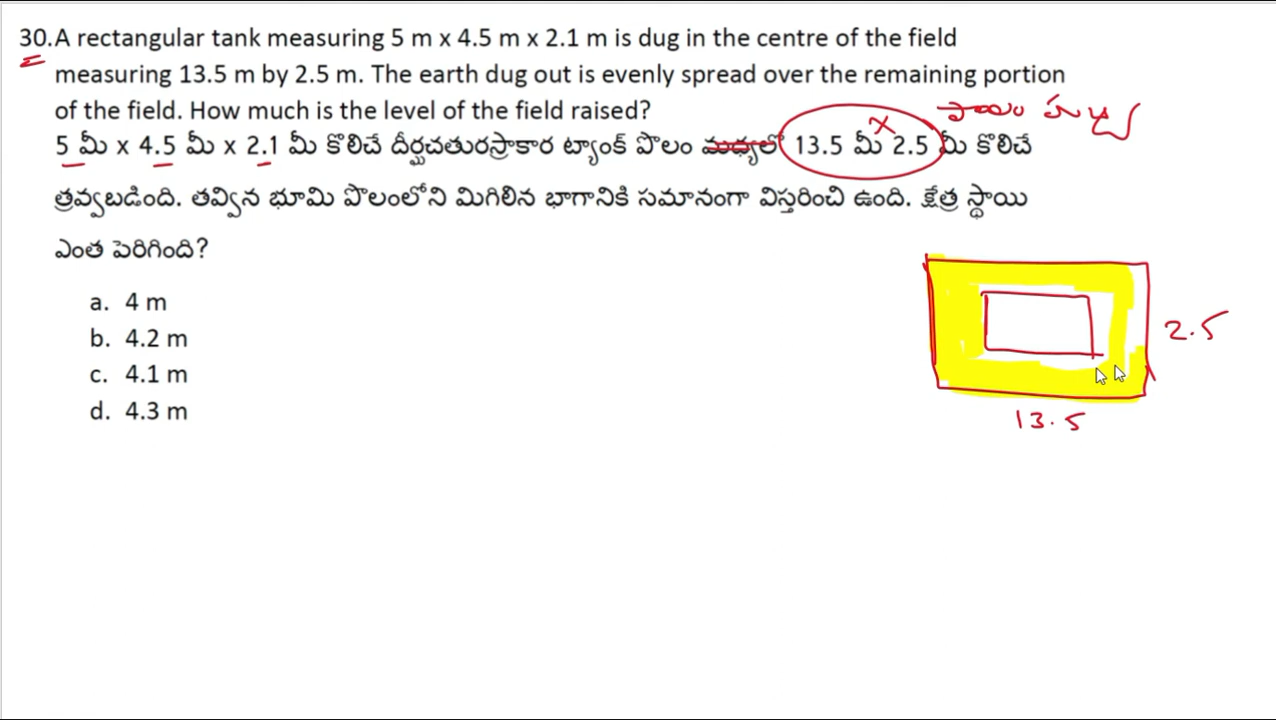 30.A rectangular tank measuring 5 m x 4.5 m x 2.1 m is dug in the centre of the field
measuring 13.5 m by 2.5 m. The earth dug out is evenly spread over the remaining portion
of the field. How much is the level of the field raised?
5 మీ x 4.5 మీ x 2.1 మీ కొలిచే దీర్ఘచతురస్రాకార ట్యాంక్ పొలం మధ్యలో 13.5 మీ x 2.5 మీ కొలిచే
త్రవ్వబడింది. తవ్విన భూమి పొలంలోని మిగిలిన భాగానికి సమానంగా విస్తరించి ఉంది. క్షేత్ర స్థాయి
ఎంత పెరిగింది?
a. 4 m
b. 4.2 m
c. 4.1 m
d. 4.3 m
2.5
13.5